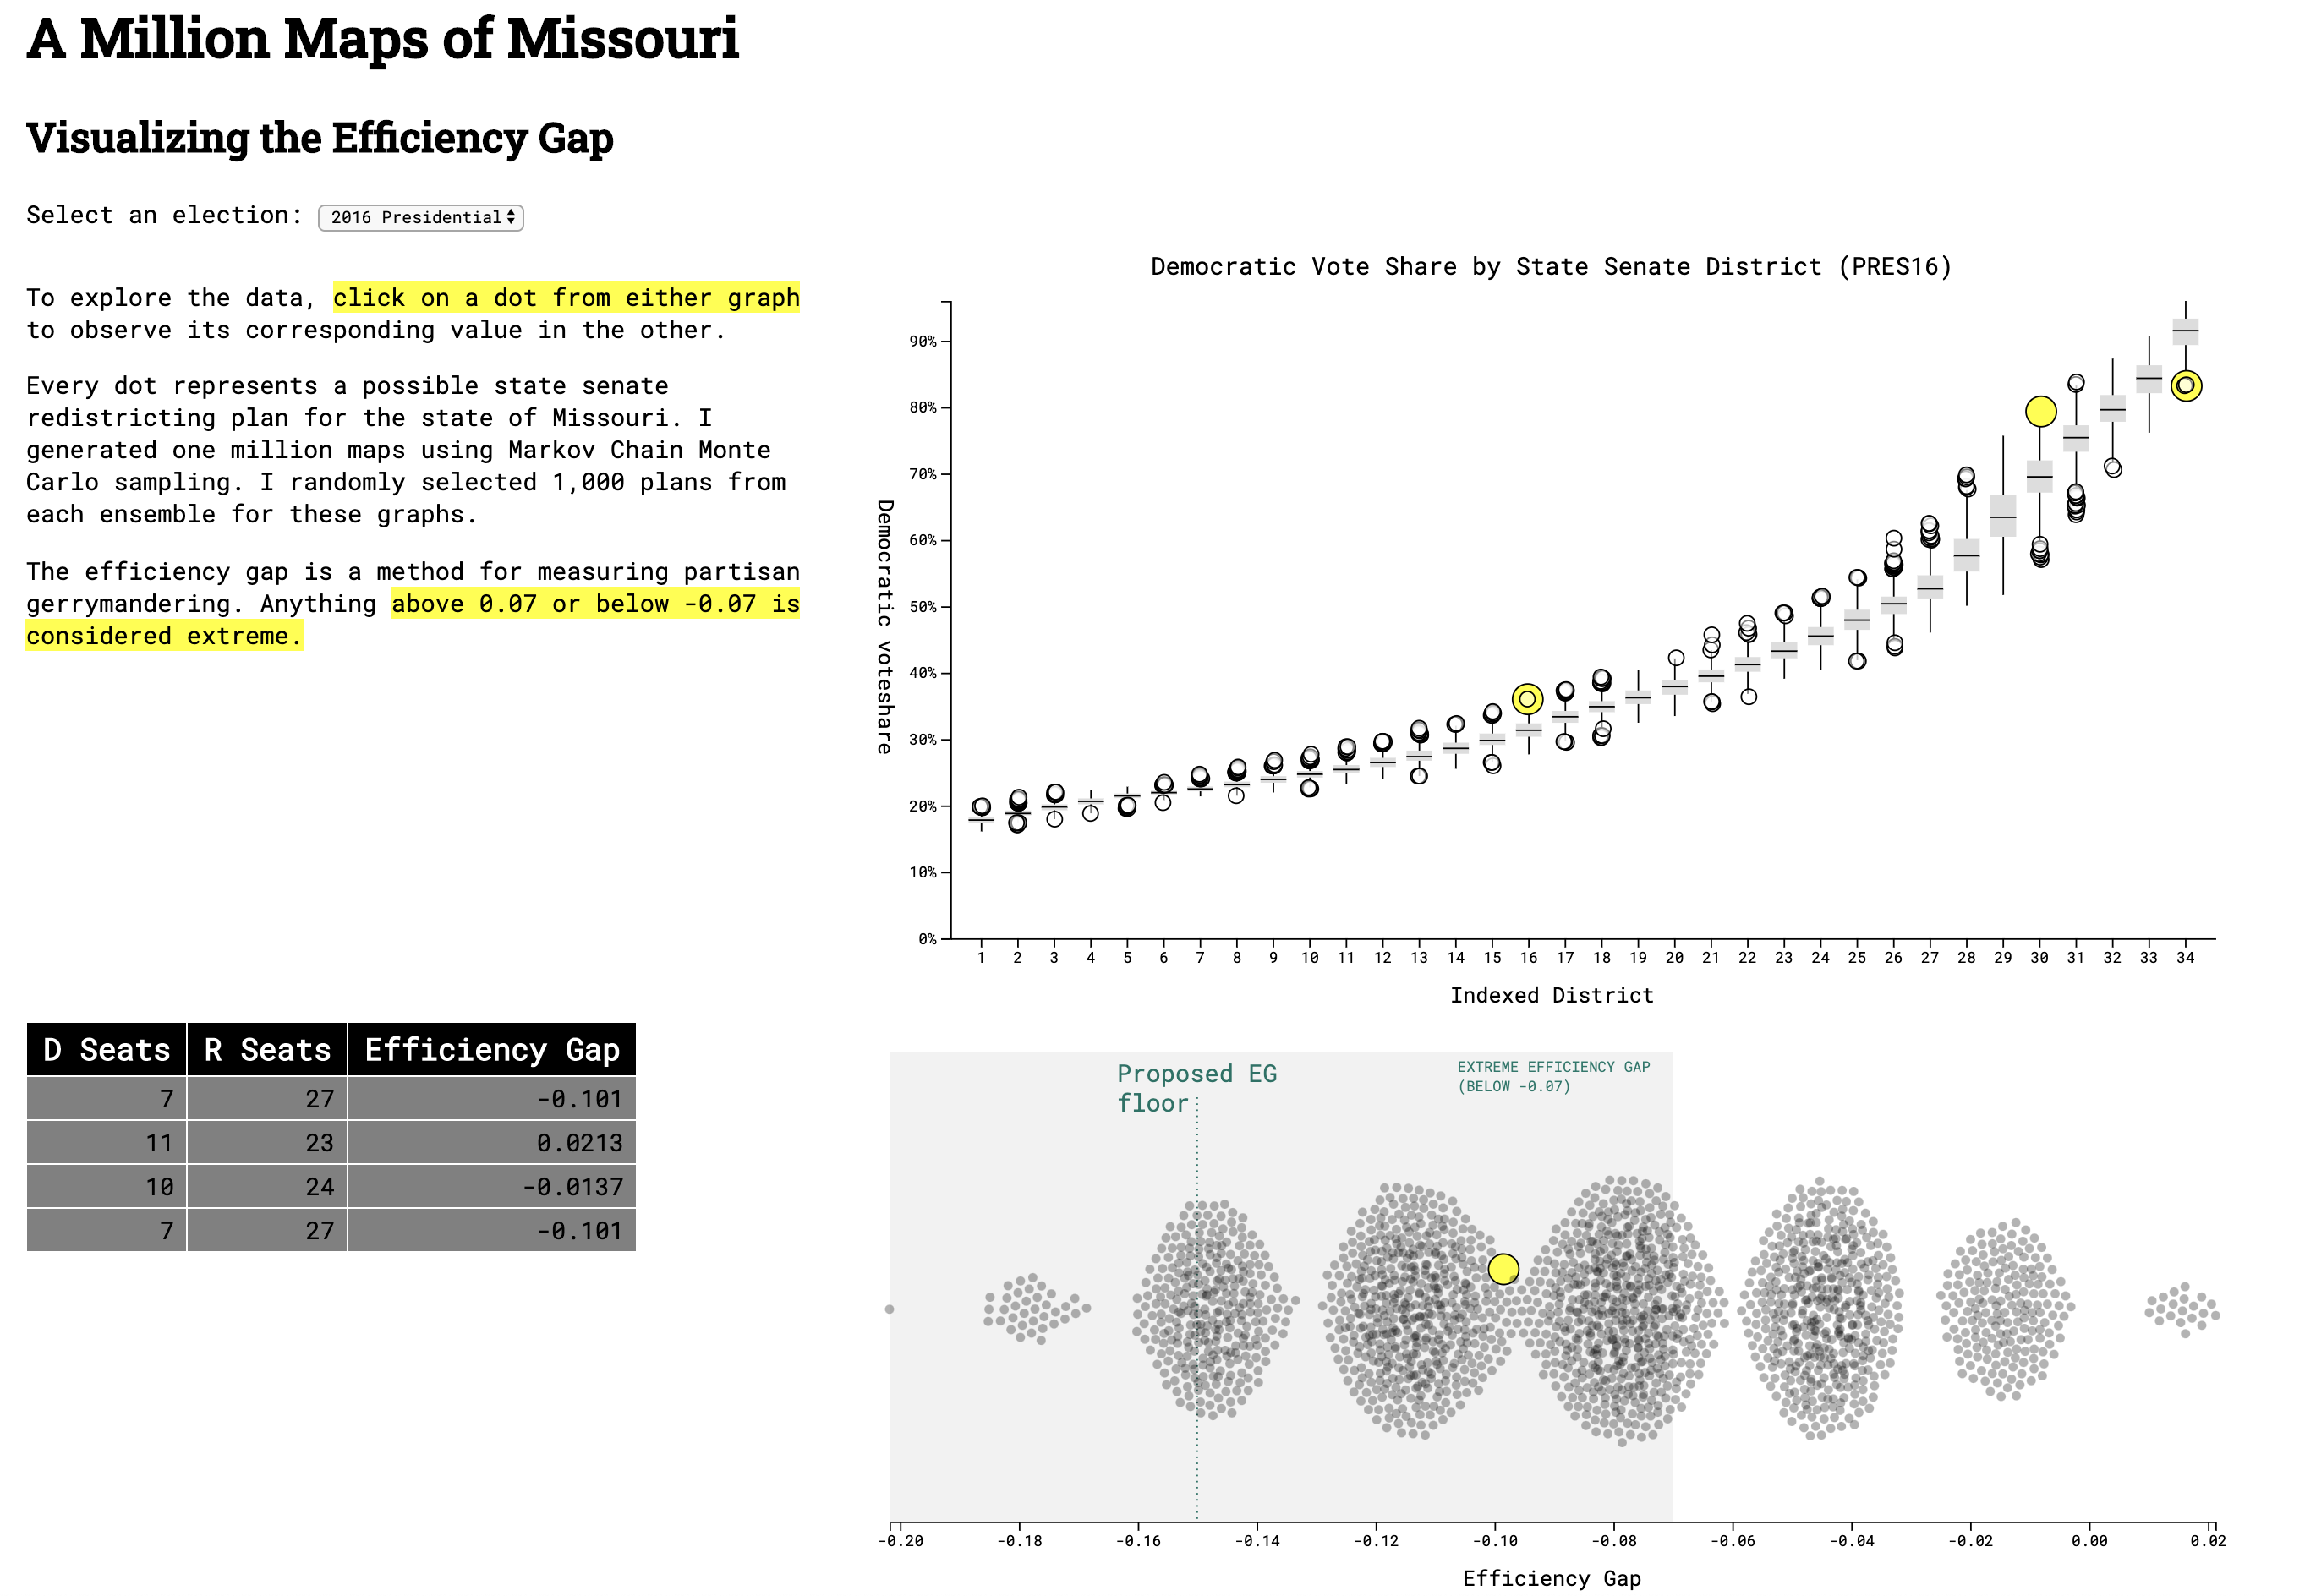 A Million Maps of Missouri
Visualizing the Efficiency Gap
Select an election: 2016 Presidential
To explore the data, click on a dot from either graph
to observe its corresponding value in the other.
Every dot represents a possible state senate
redistricting plan for the state of Missouri. I
generated one million maps using Markov Chain Monte
Carlo sampling. I randomly selected 1,000 plans from
each ensemble for these graphs.
The efficiency gap is a method for measuring partisan
gerrymandering. Anything above 0.07 or below -0.07 is
considered extreme.
D Seats R Seats Efficiency Gap
7 27 -0.101
11 23 0.0213
10 24 -0.0137
7 27 -0.101
Democratic Vote Share by State Senate District (PRES16)
Democratic voteshare
90%
80%
70%
60%
50%
40%
30%
20%
10%
0%
1 2 3 4 5 6 7 8 9 10 11 12 13 14 15 16 17 18 19 20 21 22 23 24 25 26 27 28 29 30 31 32 33 34
Indexed District
Proposed EG
floor
EXTREME EFFICIENCY GAP
(BELOW -0.07)
-0.20 -0.18 -0.16 -0.14 -0.12 -0.10 -0.08 -0.06 -0.04 -0.02 0.00 0.02
Efficiency Gap